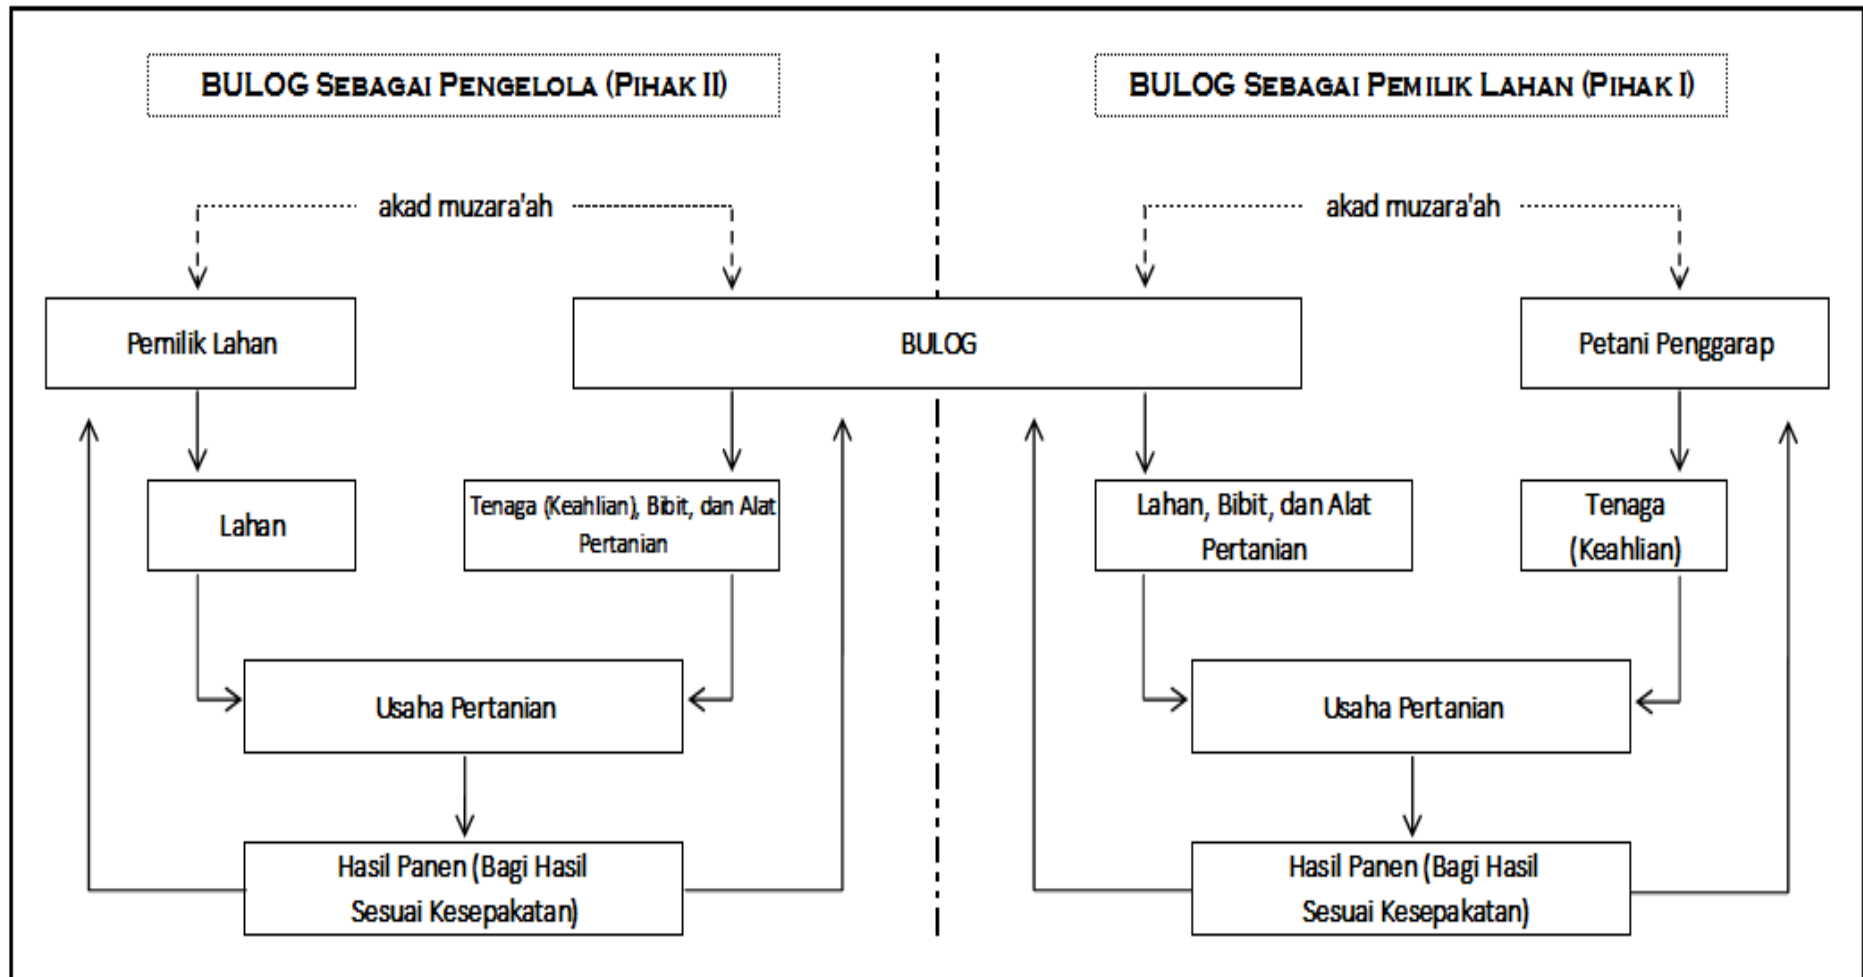 BULOG SEBAGAI PENGELOLA (PIHAK II)
BULOG SEBAGAI PEMILIK LAHAN (PIHAK I)
akad muzara'ah
akad muzara'ah
Pemilik Lahan
BULOG
Petani Penggarap
Lahan
Tenaga (Keahlian), Bibit, dan Alat
Pertanian
Lahan, Bibit, dan Alat
Pertanian
Tenaga
(Keahlian)
Usaha Pertanian
Usaha Pertanian
Hasil Panen (Bagi Hasil
Sesuai Kesepakatan)
Hasil Panen (Bagi Hasil
Sesuai Kesepakatan)